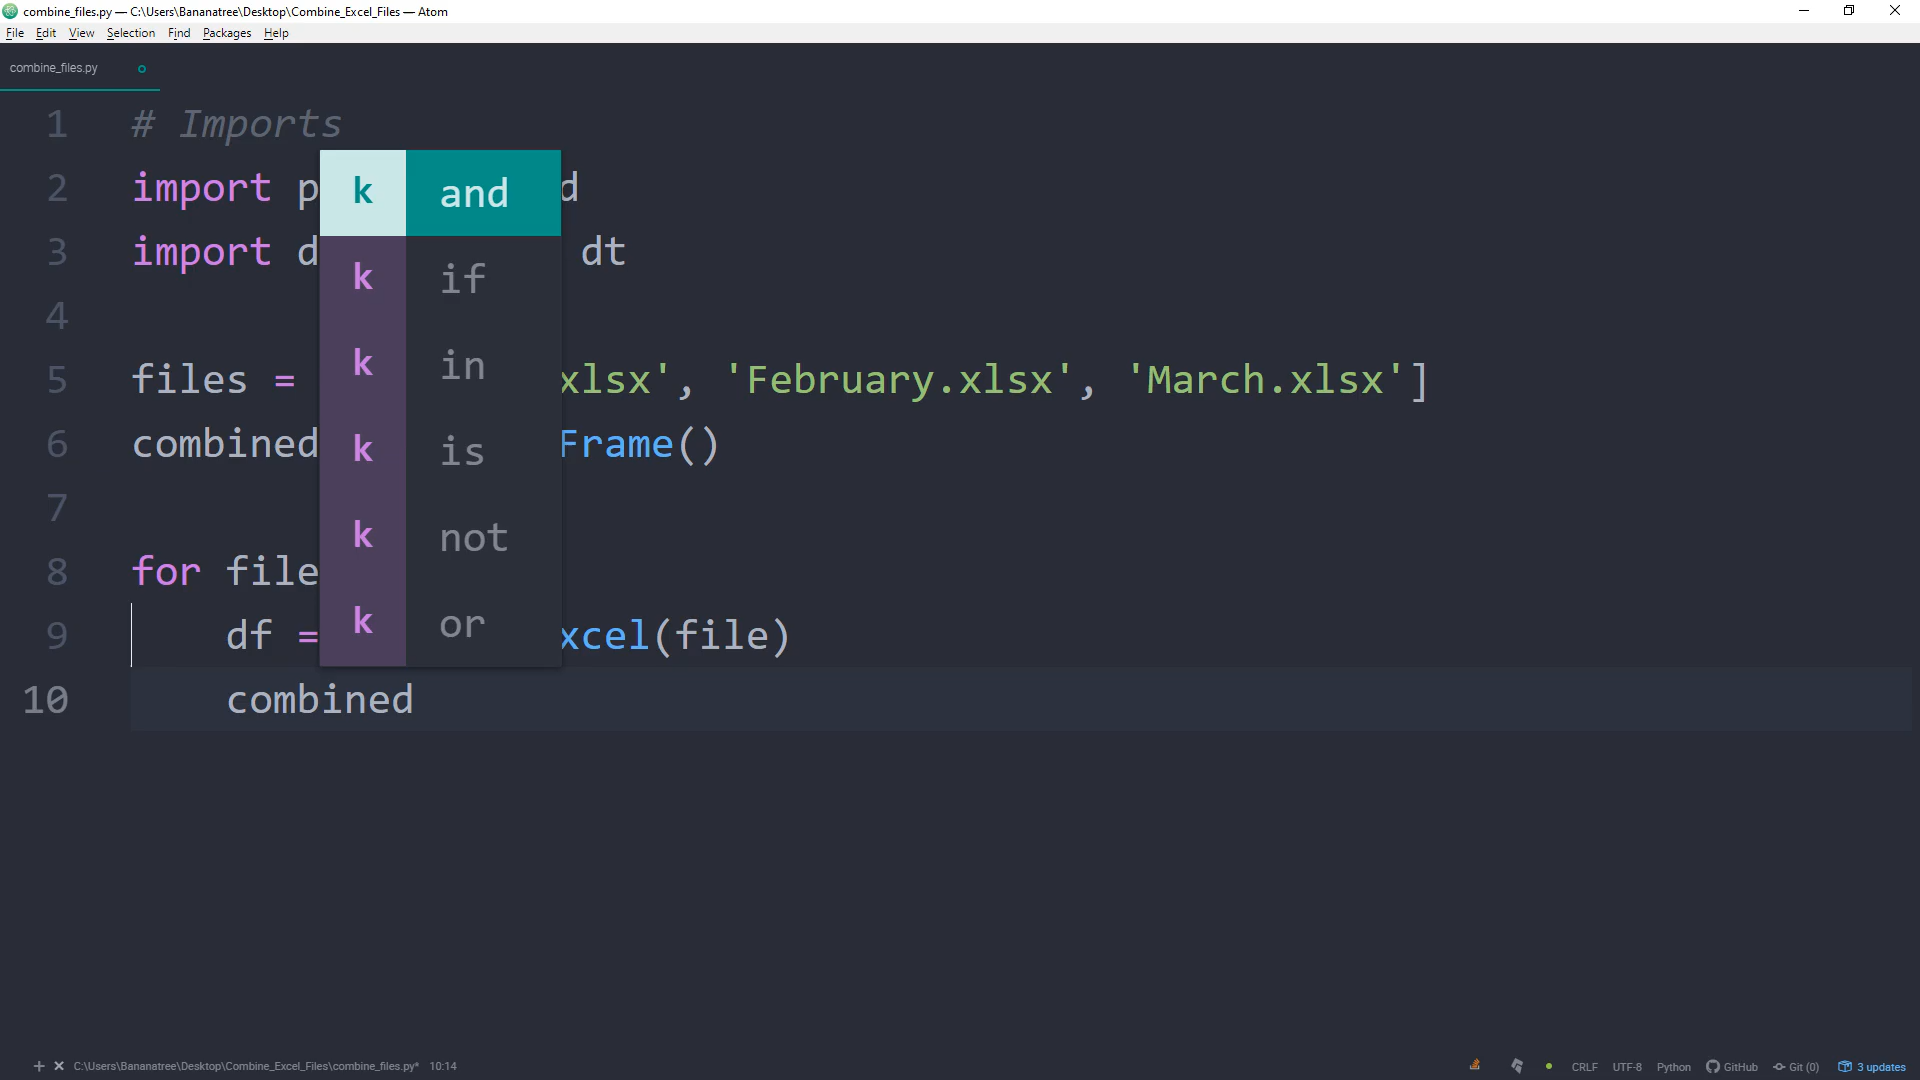 combine_files.py — C:\Users\Bananatree\Desktop\Combine_Excel_Files — Atom
File Edit View Selection Find Packages Help
combine_files.py
1 # Imports
2 import p d
3 import d dt
4
5 files = xlsx', 'February.xlsx', 'March.xlsx']
6 combined Frame()
7
8 for file
9 df = xcel(file)
10 combined
k and
k if
k in
k is
k not
k or
C:\Users\Bananatree\Desktop\Combine_Excel_Files\combine_files.py* 10:14
CRLF UTF-8 Python GitHub Git (0) 3 updates